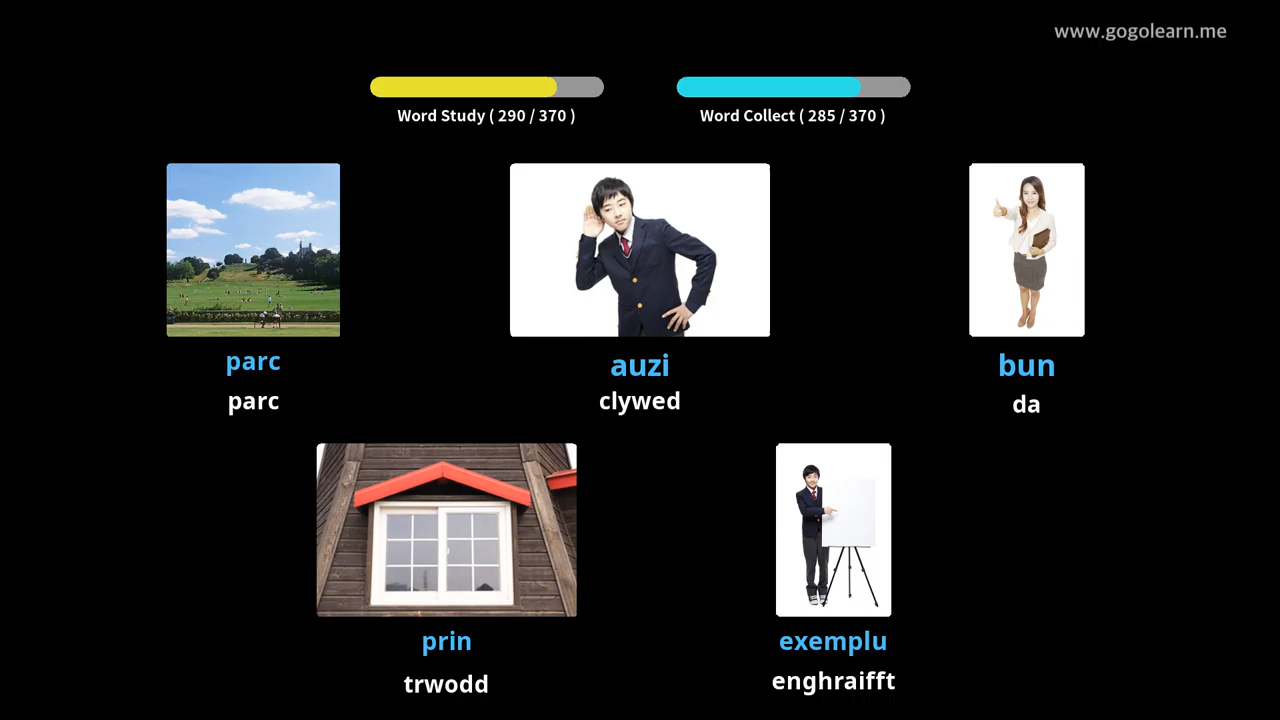 www.gogolearn.me
Word Study ( 290 / 370 )
Word Collect ( 285 / 370 )
parc
parc
auzi
clywed
bun
da
prin
trwodd
exemplu
enghraifft